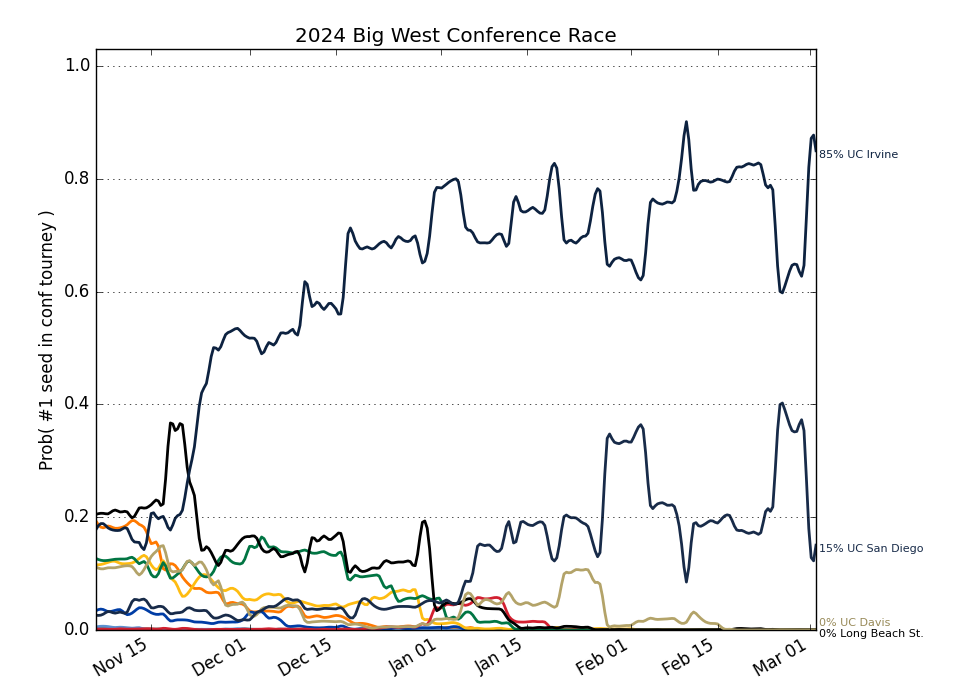 2024 Big West Conference Race
Prob( #1 seed in conf tourney )
1.0
0.8
0.6
0.4
0.2
0.0
85% UC Irvine
15% UC San Diego
0% UC Davis
0% Long Beach St.
Nov 15
Dec 01
Dec 15
Jan 01
Jan 15
Feb 01
Feb 15
Mar 01